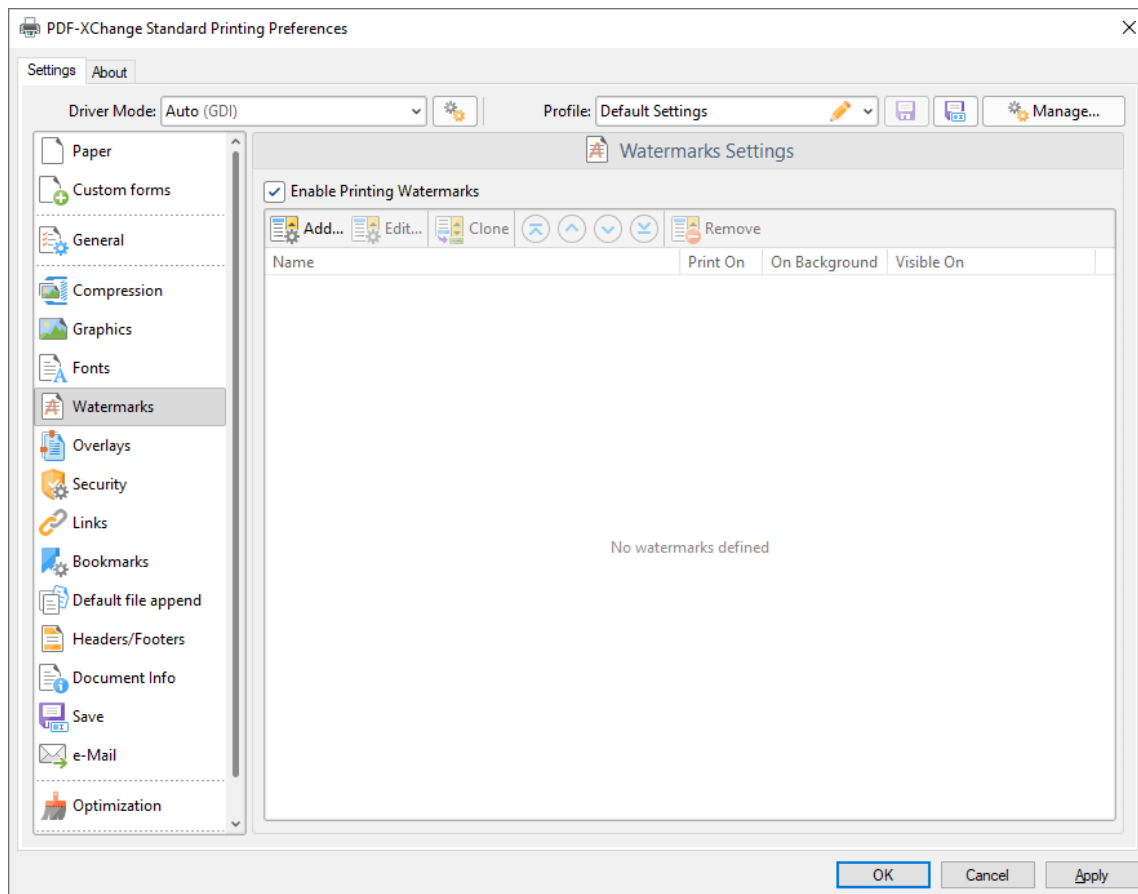 PDF-XChange Standard Printing Preferences
Settings About
Driver Mode: Auto (GDI) Profile: Default Settings Manage...
Paper
Custom forms
General
Compression
Graphics
Fonts
Watermarks
Overlays
Security
Links
Bookmarks
Default file append
Headers/Footers
Document Info
Save
e-Mail
Optimization
Watermarks Settings
Enable Printing Watermarks
Add... Edit... Clone Remove
Name Print On On Background Visible On
No watermarks defined
OK Cancel Apply